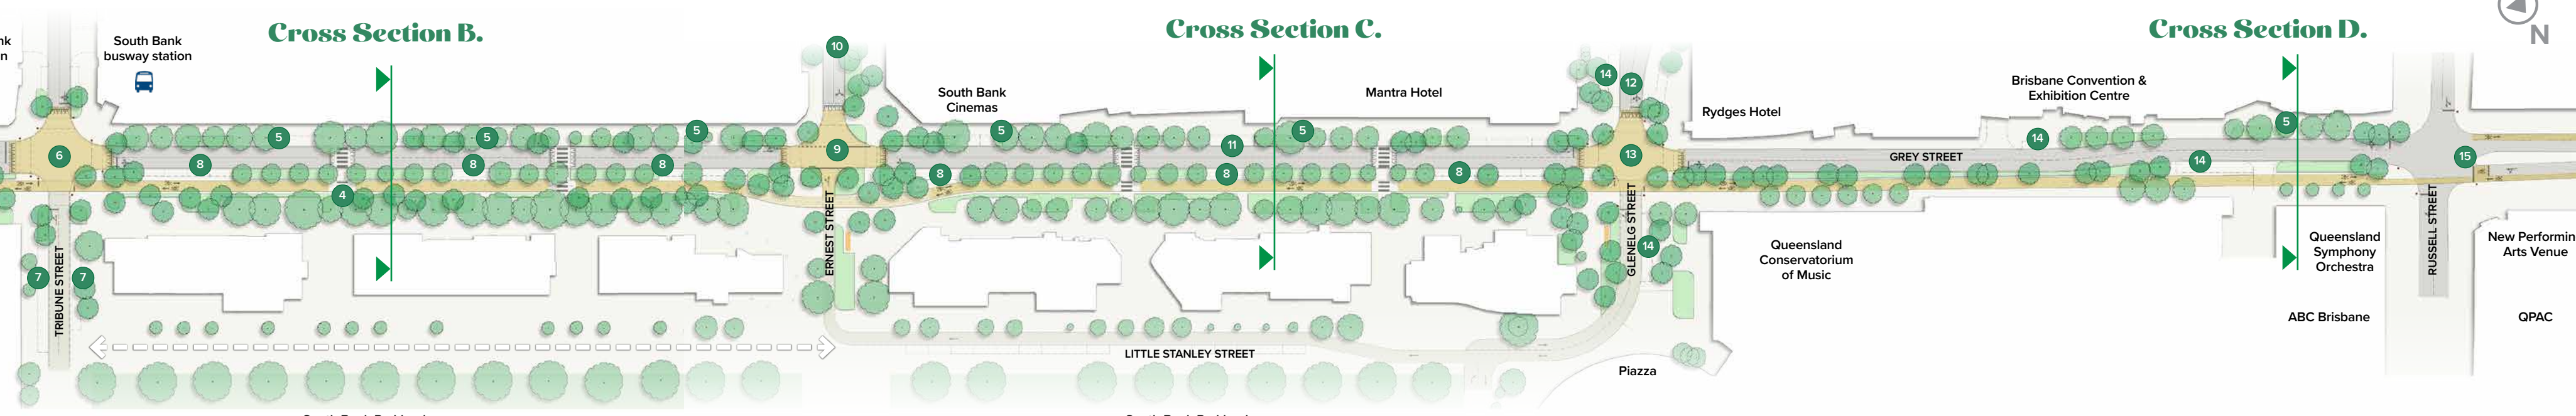 Cross Section B.
Cross Section C.
Cross Section D.
N
South Bank
busway station
10
14
12
South Bank
Cinemas
Mantra Hotel
Rydges Hotel
Brisbane Convention &
Exhibition Centre
5
5
5
5
5
5
14
11
6
8
8
8
9
8
8
8
13
GREY STREET
14
15
4
7
7
TRIBUNE STREET
ERNEST STREET
GLENELG STREET
14
RUSSELL STREET
Queensland
Conservatorium
of Music
Queensland
Symphony
Orchestra
New Performin
Arts Venue
ABC Brisbane
QPAC
LITTLE STANLEY STREET
Piazza